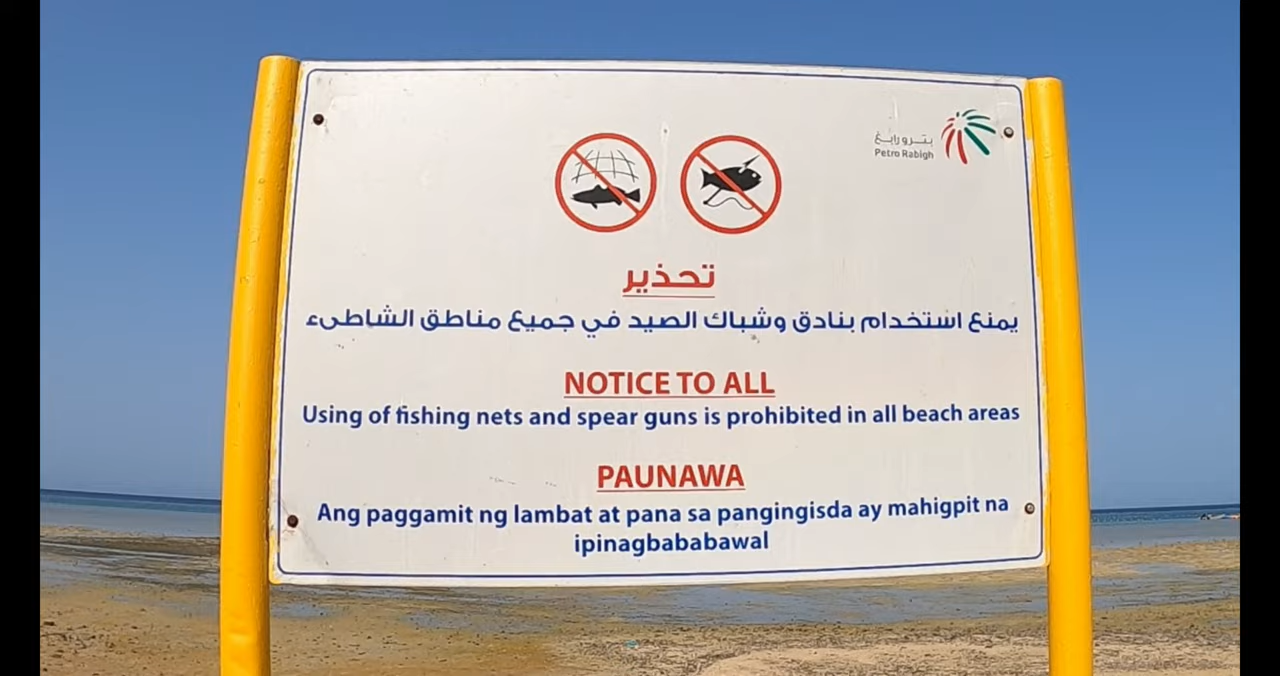 بترورابغ
Petro Rabigh
تحذير
يمنع استخدام بنادق وشباك الصيد في جميع مناطق الشاطىء
NOTICE TO ALL
Using of fishing nets and spear guns is prohibited in all beach areas
PAUNAWA
Ang paggamit ng lambat at pana sa pangingisda ay mahigpit na
ipinagbababawal